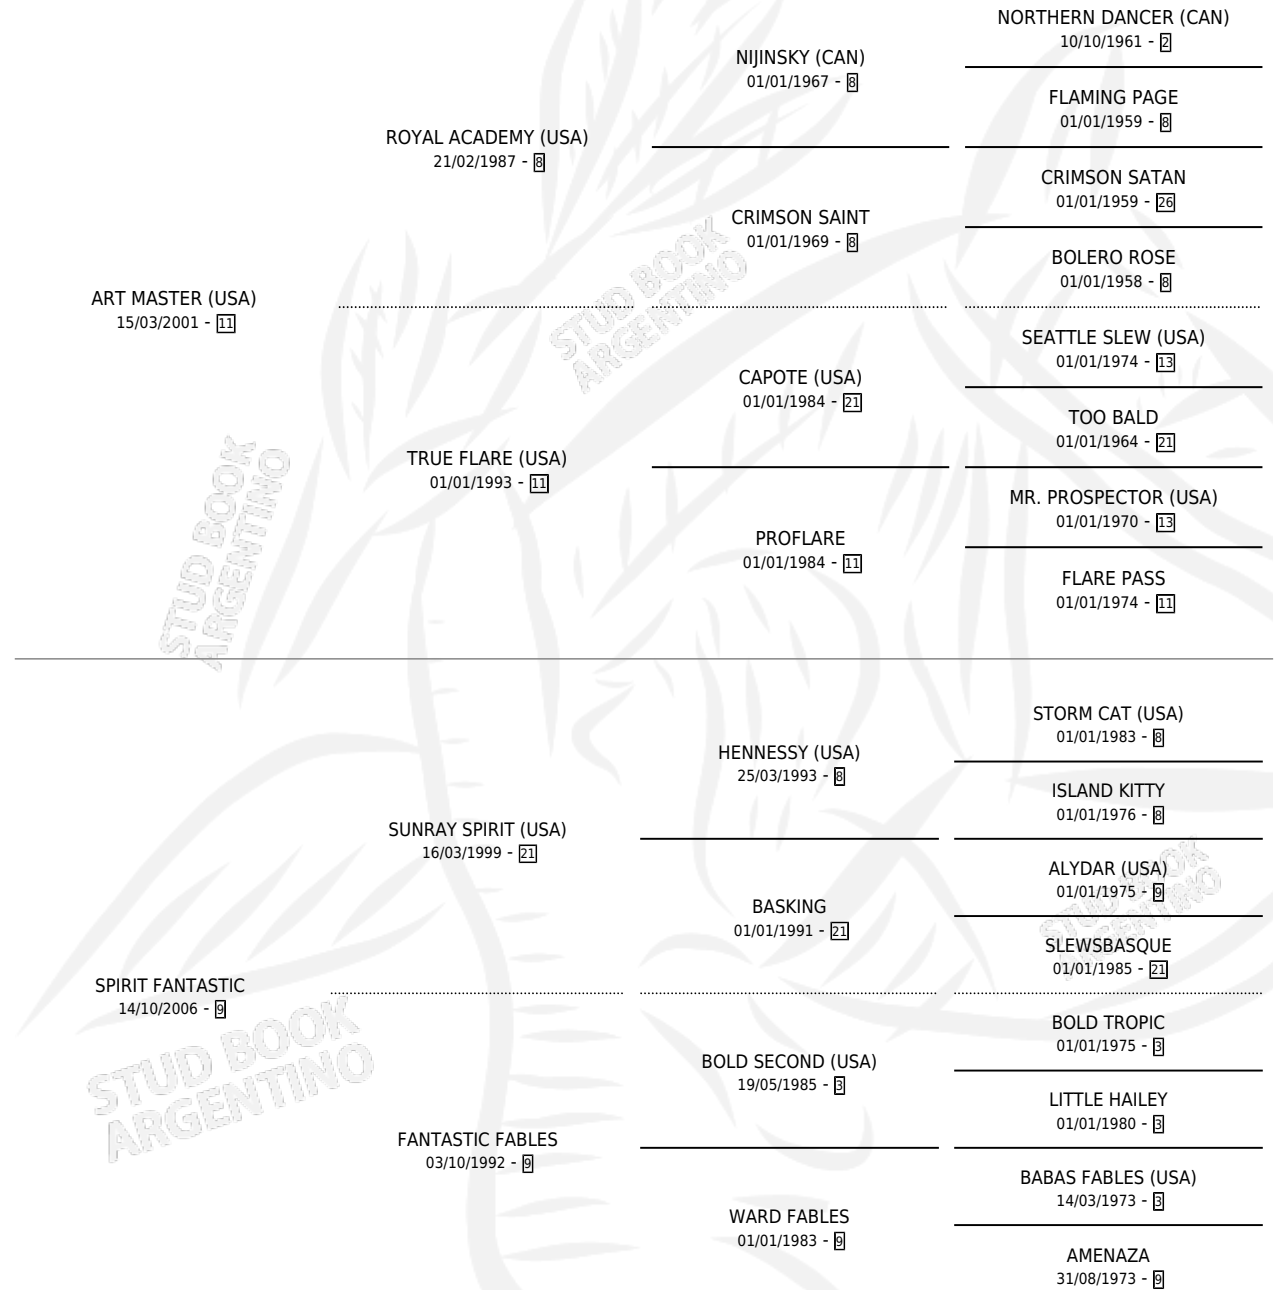 NORTHERN DANCER (CAN)
10/10/1961 - 2
NIJINSKY (CAN)
01/01/1967 - 8
FLAMING PAGE
01/01/1959 - 8
ROYAL ACADEMY (USA)
21/02/1987 - 8
CRIMSON SATAN
01/01/1959 - 26
CRIMSON SAINT
01/01/1969 - 8
BOLERO ROSE
01/01/1958 - 8
ART MASTER (USA)
15/03/2001 - 11
SEATTLE SLEW (USA)
01/01/1974 - 13
CAPOTE (USA)
01/01/1984 - 21
TOO BALD
01/01/1964 - 21
TRUE FLARE (USA)
01/01/1993 - 11
MR. PROSPECTOR (USA)
01/01/1970 - 13
PROFLARE
01/01/1984 - 11
FLARE PASS
01/01/1974 - 11
STORM CAT (USA)
01/01/1983 - 8
HENNESSY (USA)
25/03/1993 - 8
ISLAND KITTY
01/01/1976 - 8
SUNRAY SPIRIT (USA)
16/03/1999 - 21
ALYDAR (USA)
01/01/1975 - 9
BASKING
01/01/1991 - 21
SLEWSBASQUE
01/01/1985 - 21
SPIRIT FANTASTIC
14/10/2006 - 9
BOLD TROPIC
01/01/1975 - 3
BOLD SECOND (USA)
19/05/1985 - 3
LITTLE HAILEY
01/01/1980 - 3
FANTASTIC FABLES
03/10/1992 - 9
BABAS FABLES (USA)
14/03/1973 - 3
WARD FABLES
01/01/1983 - 9
AMENAZA
31/08/1973 - 9
STUD BOOK
ARGENTINO
STUD BOOK
ARGENTINO
STUD BOOK
ARGENTINO
STUD BOOK
ARGENTINO